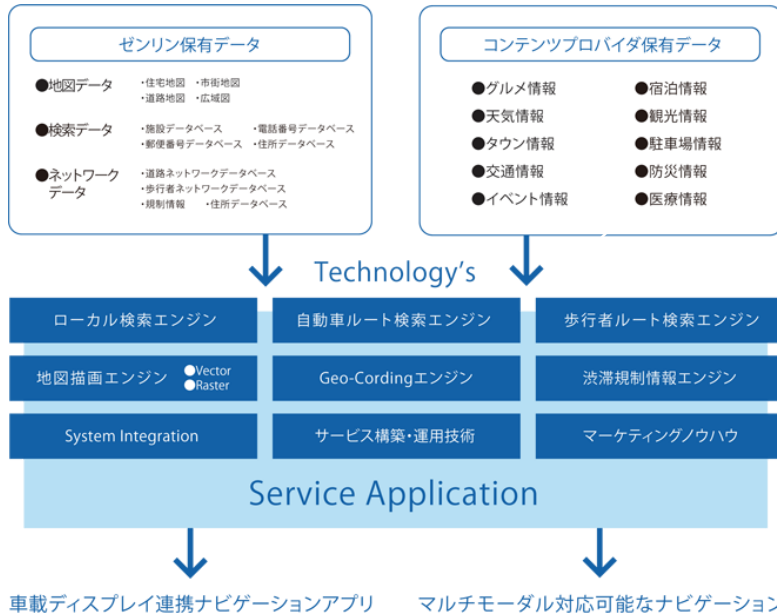 ゼンリン保有データ
●地図データ ・住宅地図 ・市街地図
・道路地図 ・広域図
●検索データ ・施設データベース ・電話番号データベース
・郵便番号データベース ・住所データベース
●ネットワーク
データ
・道路ネットワークデータベース
・歩行者ネットワークデータベース
・規制情報 ・住所データベース
コンテンツプロバイダ保有データ
●グルメ情報 ●宿泊情報
●天気情報 ●観光情報
●タウン情報 ●駐車場情報
●交通情報 ●防災情報
●イベント情報 ●医療情報
Technology's
ローカル検索エンジン
自動車ルート検索エンジン
歩行者ルート検索エンジン
地図描画エンジン ●Vector
●Raster
Geo-Cordingエンジン
渋滞規制情報エンジン
System Integration
サービス構築・運用技術
マーケティングノウハウ
Service Application
車載ディスプレイ連携ナビゲーションアプリ
マルチモーダル対応可能なナビゲーション